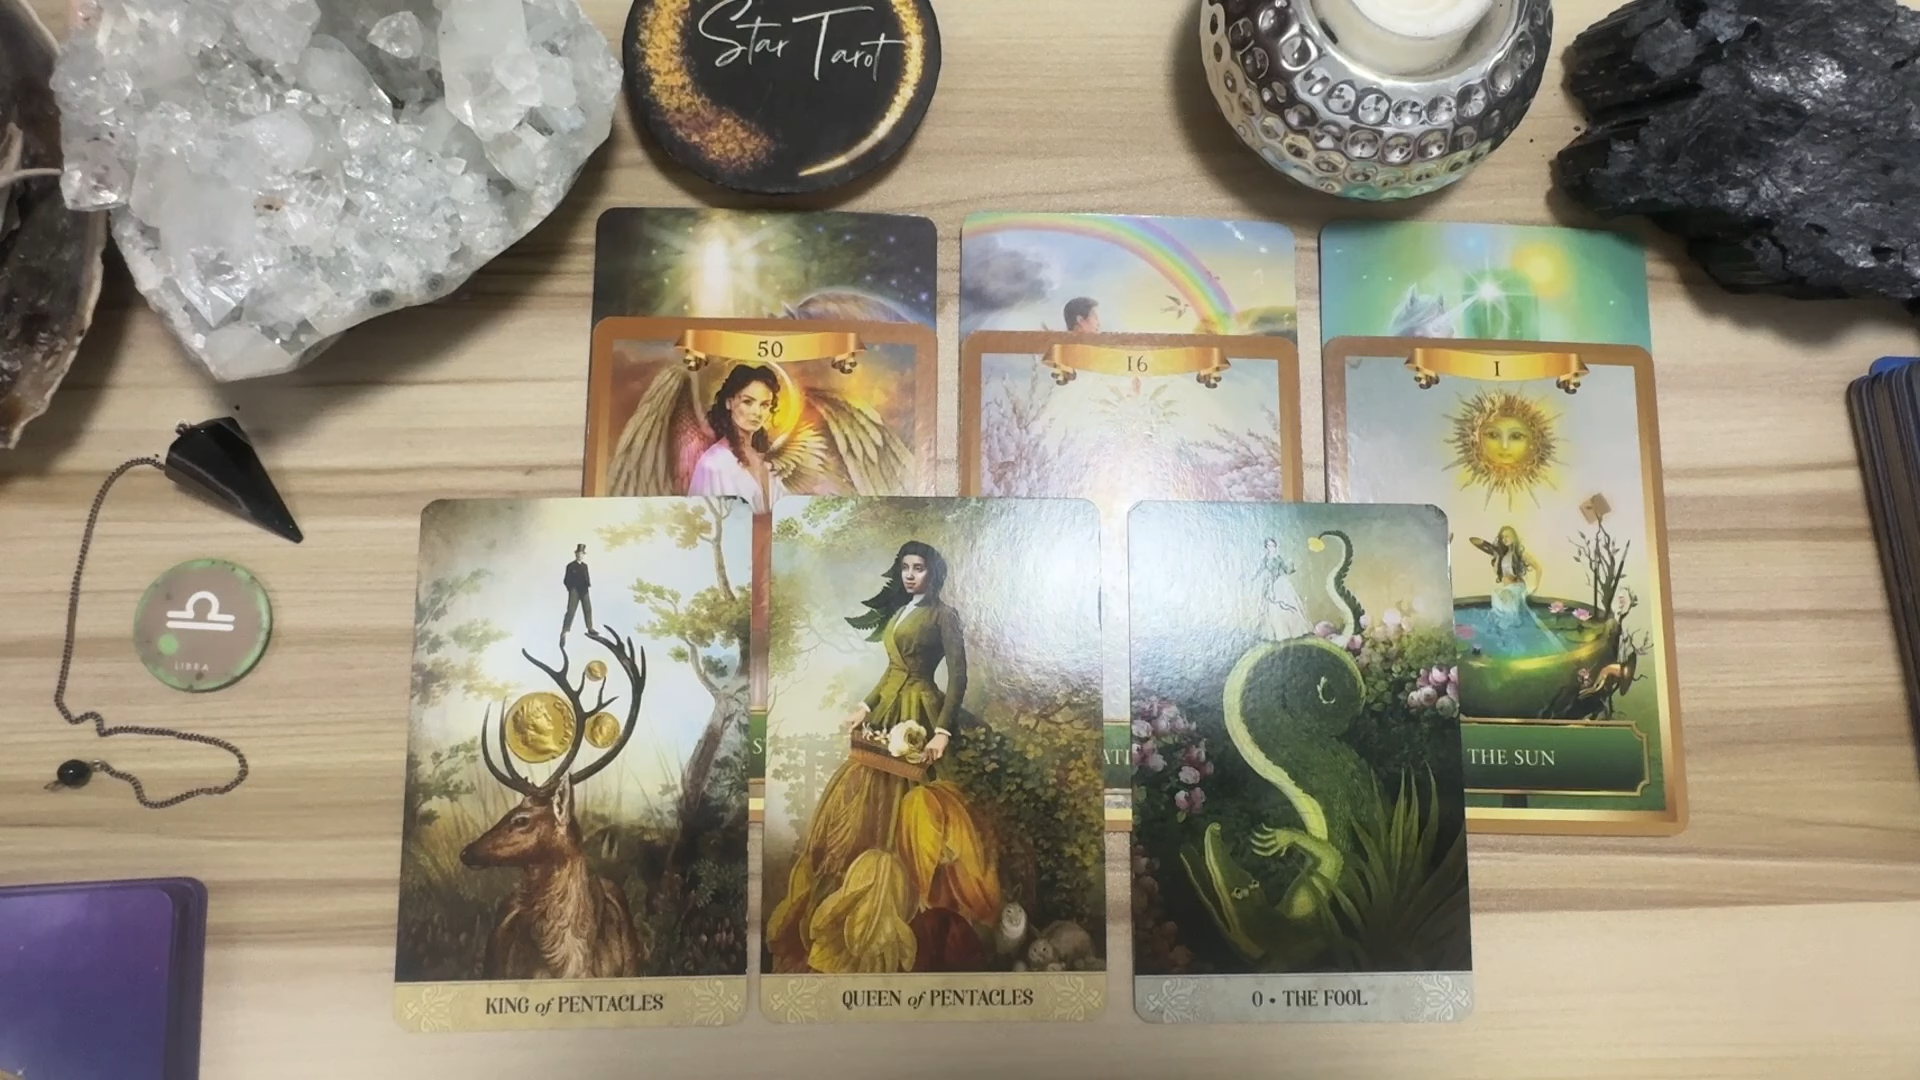 Star Tarot
50
16
I
LIBRA
THE SUN
KING of PENTACLES
QUEEN of PENTACLES
0 • THE FOOL